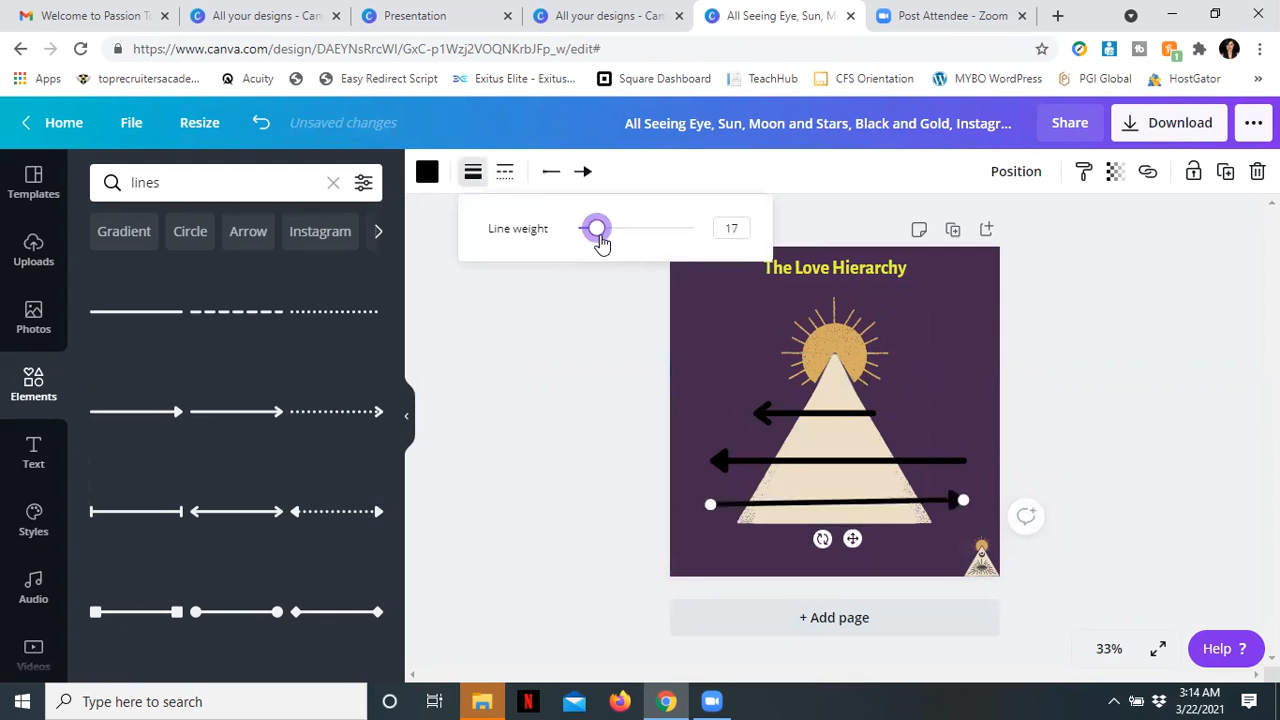 Welcome to Passion T
All your designs - Can
Presentation
All your designs - Can
All Seeing Eye, Sun, M
Post Attendee - Zoom
https://www.canva.com/design/DAEYNsRrcWI/GxC-p1Wz2VOQNKrbJFp_w/edit#
Apps
toprecruitersacade...
Acuity
Easy Redirect Script
Exitus Elite - Exitus...
Square Dashboard
TeachHub
CFS Orientation
MYBO WordPress
PGI Global
HostGator
Home
File
Resize
Unsaved changes
All Seeing Eye, Sun, Moon and Stars, Black and Gold, Instagr...
Share
Download
Templates
Uploads
Photos
Elements
Text
Styles
Audio
Videos
lines
Gradient
Circle
Arrow
Instagram
Position
Line weight
17
The Love Hierarchy
+ Add page
33%
Help ?
Type here to search
3:14 AM
3/22/2021